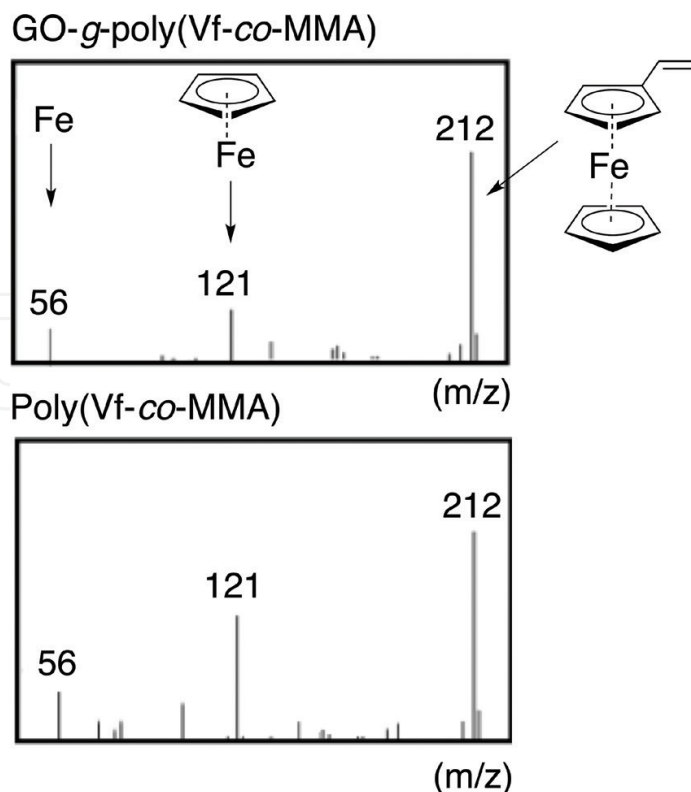 GO-g-poly(Vf-co-MMA)
Fe
Fe
212
Fe
56
121
(m/z)
Poly(Vf-co-MMA)
212
121
56
(m/z)